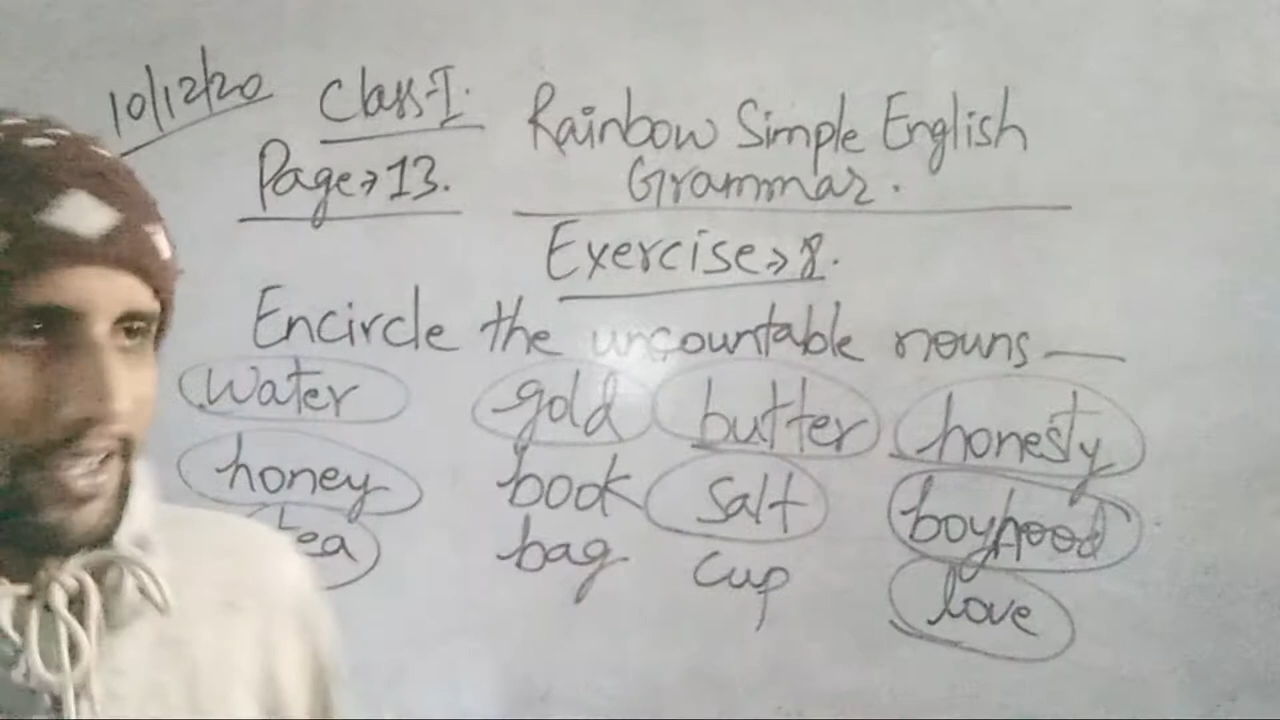 10/12/20 Class-I. Rainbow Simple English
Page→13. Grammar.
Exercise→8.
Encircle the uncountable nouns —
water gold butter honesty
honey book salt boyhood
tea bag cup love